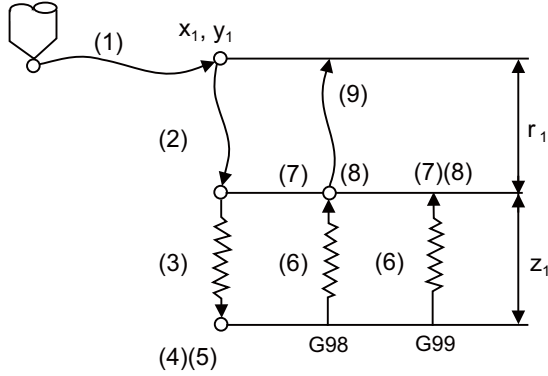 (1)
x1, y1
(9)
r1
(2)
(7) (8) (7)(8)
(3) (6) (6) z1
G98 G99
(4)(5)